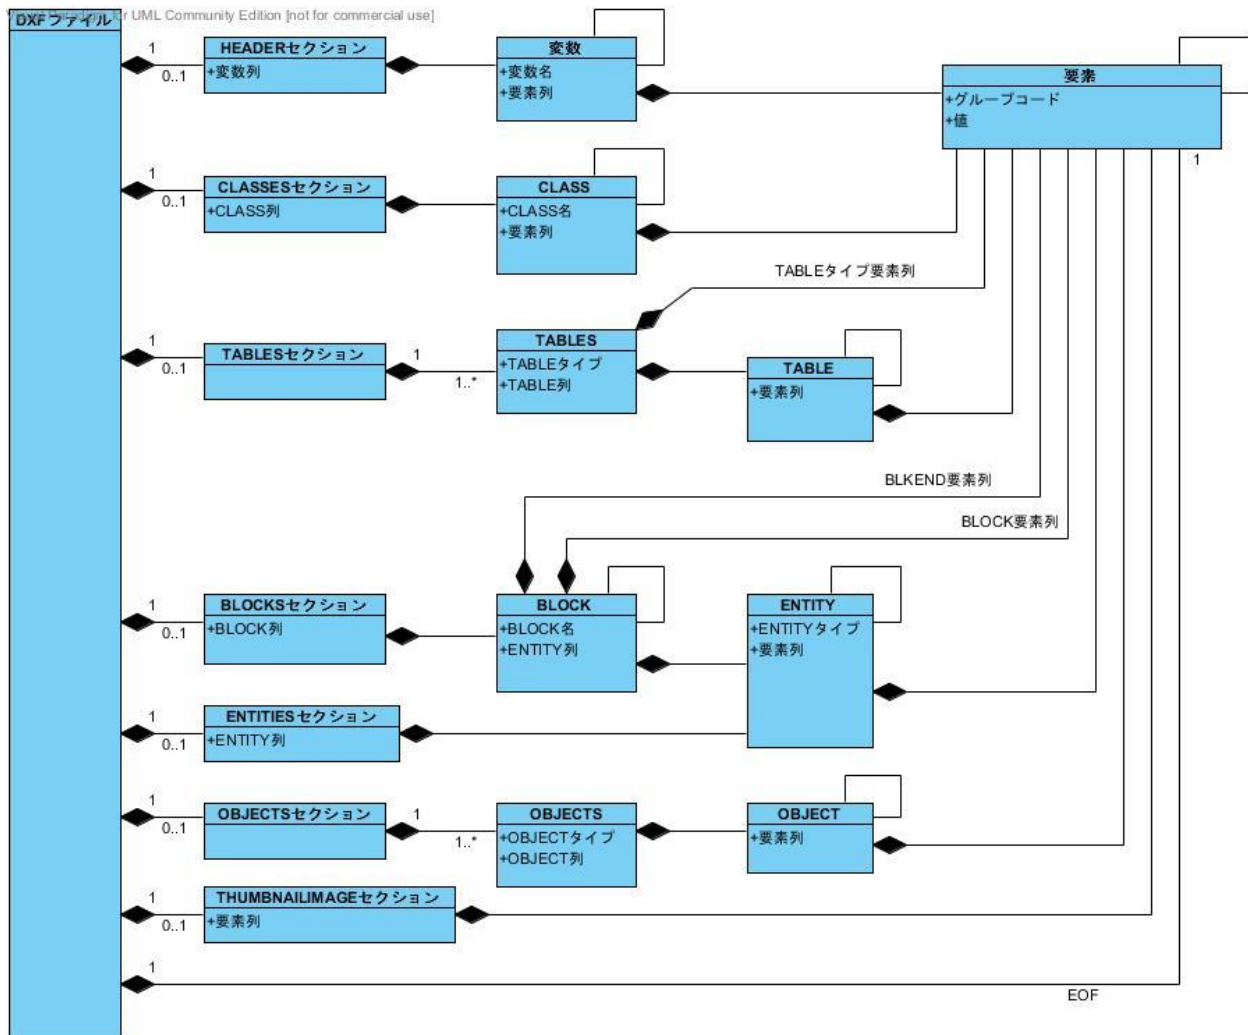 DXFファイル
for UML Community Edition [not for commercial use]
1
0..1
HEADERセクション
+変数列
変数
+変数名
+要素列
要素
+グループコード
+値
1
1
0..1
CLASSESセクション
+CLASS列
CLASS
+CLASS名
+要素列
TABLEタイプ要素列
1
0..1
TABLESセクション
1
1..*
TABLES
+TABLEタイプ
+TABLE列
TABLE
+要素列
BLKEND要素列
BLOCK要素列
1
0..1
BLOCKSセクション
+BLOCK列
BLOCK
+BLOCK名
+ENTITY列
ENTITY
+ENTITYタイプ
+要素列
1
0..1
ENTITIESセクション
+ENTITY列
1
0..1
OBJECTSセクション
1
1..*
OBJECTS
+OBJECTタイプ
+OBJECT列
OBJECT
+要素列
1
0..1
THUMBNAILIMAGEセクション
+要素列
1
EOF